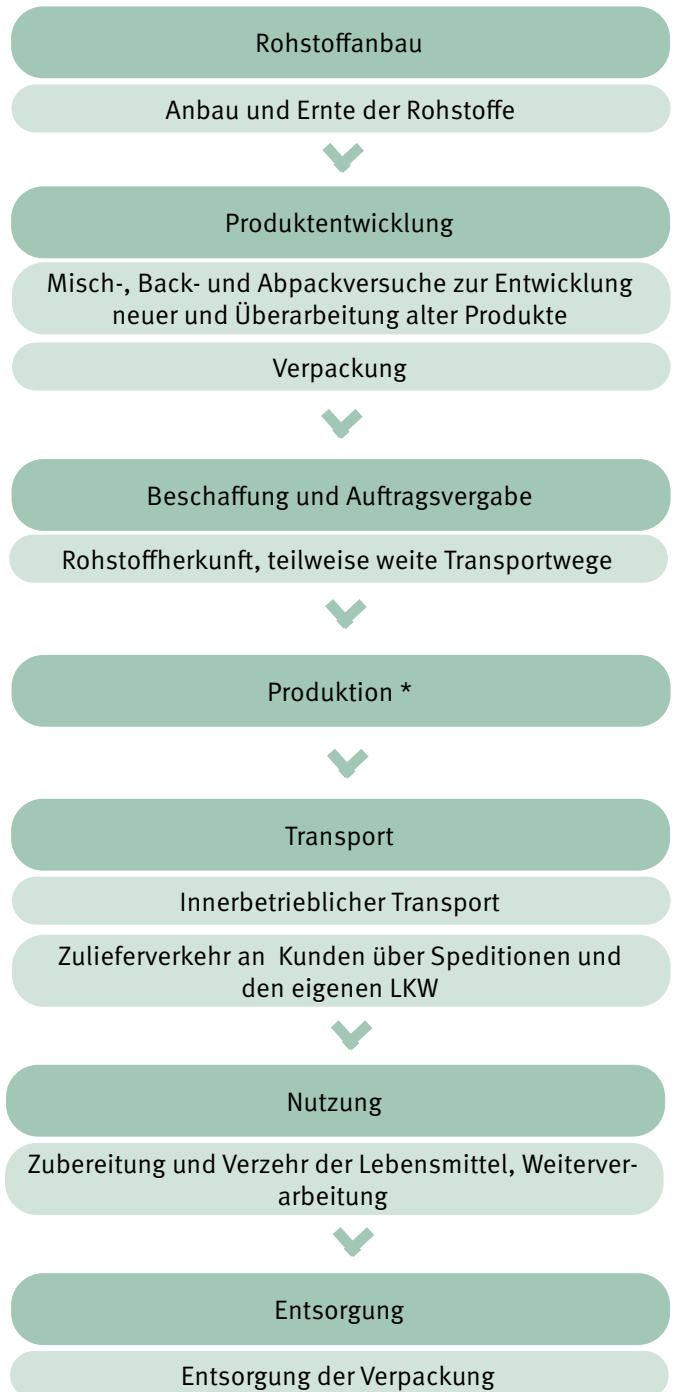 Rohstoffanbau
Anbau und Ernte der Rohstoffe
Produktentwicklung
Misch-, Back- und Abpackversuche zur Entwicklung
neuer und Überarbeitung alter Produkte
Verpackung
Beschaffung und Auftragsvergabe
Rohstoffherkunft, teilweise weite Transportwege
Produktion *
Transport
Innerbetrieblicher Transport
Zulieferverkehr an  Kunden über Speditionen und
den eigenen LKW
Nutzung
Zubereitung und Verzehr der Lebensmittel, Weiterver-
arbeitung
Entsorgung
Entsorgung der Verpackung